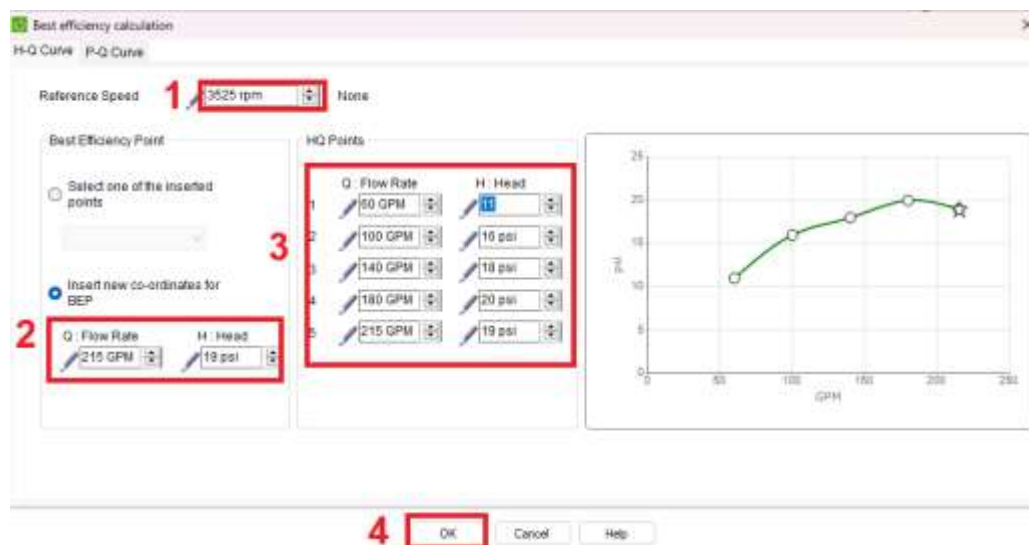 Best efficiency calculation
H-Q Curve P-Q Curve
Reference Speed 1 3525 rpm None
Best Efficiency Point
Select one of the inserted
points
Insert new co-ordinates for
BEP
2
Q : Flow Rate H : Head
215 GPM 19 psi
HQ Points
3
Q : Flow Rate H : Head
1 60 GPM 11
2 100 GPM 16 psi
3 140 GPM 18 psi
4 180 GPM 20 psi
5 215 GPM 19 psi
25
20
15
10
5
0
psi
0 50 100 150 200 250
GPM
4 OK Cancel Help